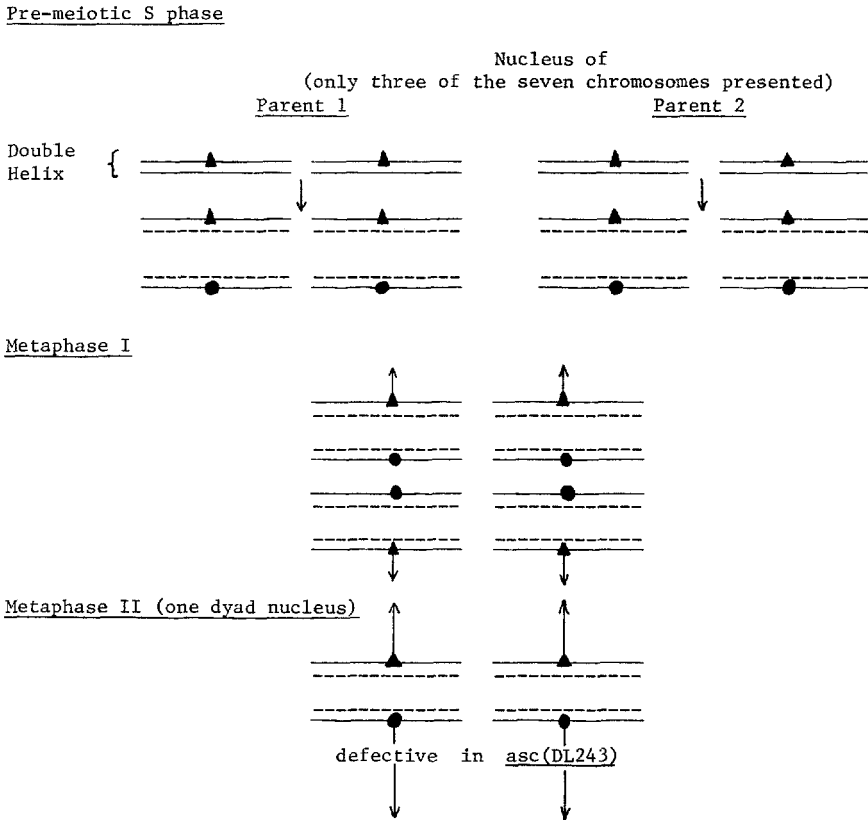 Pre-meiotic S phase
Nucleus of
(only three of the seven chromosomes presented)
Parent 1 Parent 2
Double
Helix
Metaphase I
Metaphase II (one dyad nucleus)
defective in asc(DL243)